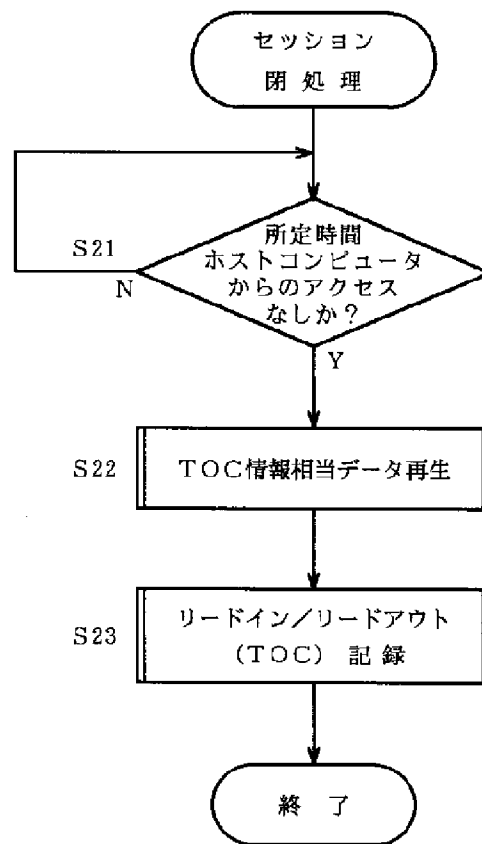 セッション
閉 処 理
S21
所定時間
ホストコンピュータ
からのアクセス
なしか？
N
Y
S22
TOC情報相当データ再生
S23
リードイン／リードアウト
(TOC) 記 録
終 了